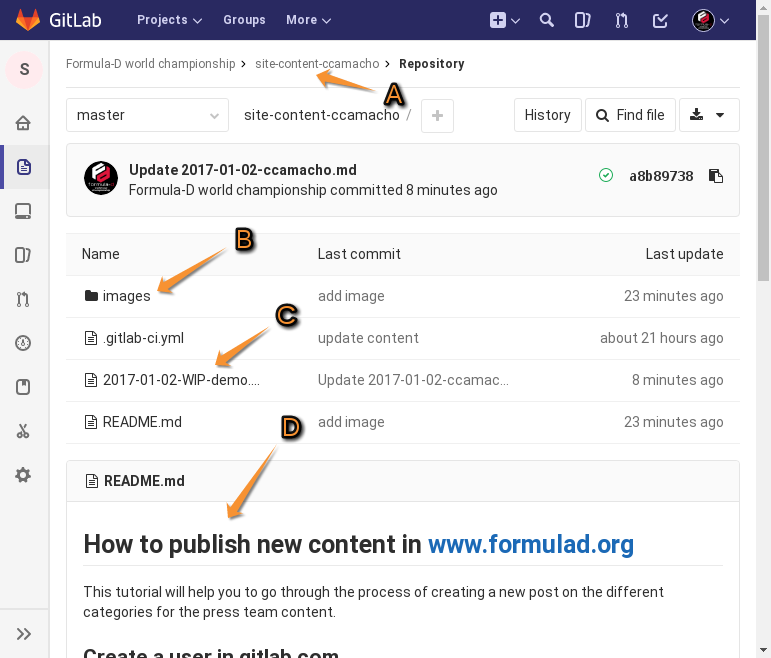 GitLab Projects Groups More
S
Formula-D world championship > site-content-ccamacho > Repository
A
master site-content-ccamacho / + History Find file
Update 2017-01-02-ccamacho.md
Formula-D world championship committed 8 minutes ago
a8b89738
B
Name Last commit Last update
images add image 23 minutes ago
C
.gitlab-ci.yml update content about 21 hours ago
2017-01-02-WIP-demo.... Update 2017-01-02-ccamac... 8 minutes ago
README.md add image 23 minutes ago
D
README.md
How to publish new content in www.formulad.org
This tutorial will help you to go through the process of creating a new post on the different
categories for the press team content.
Create a user in gitlab.com